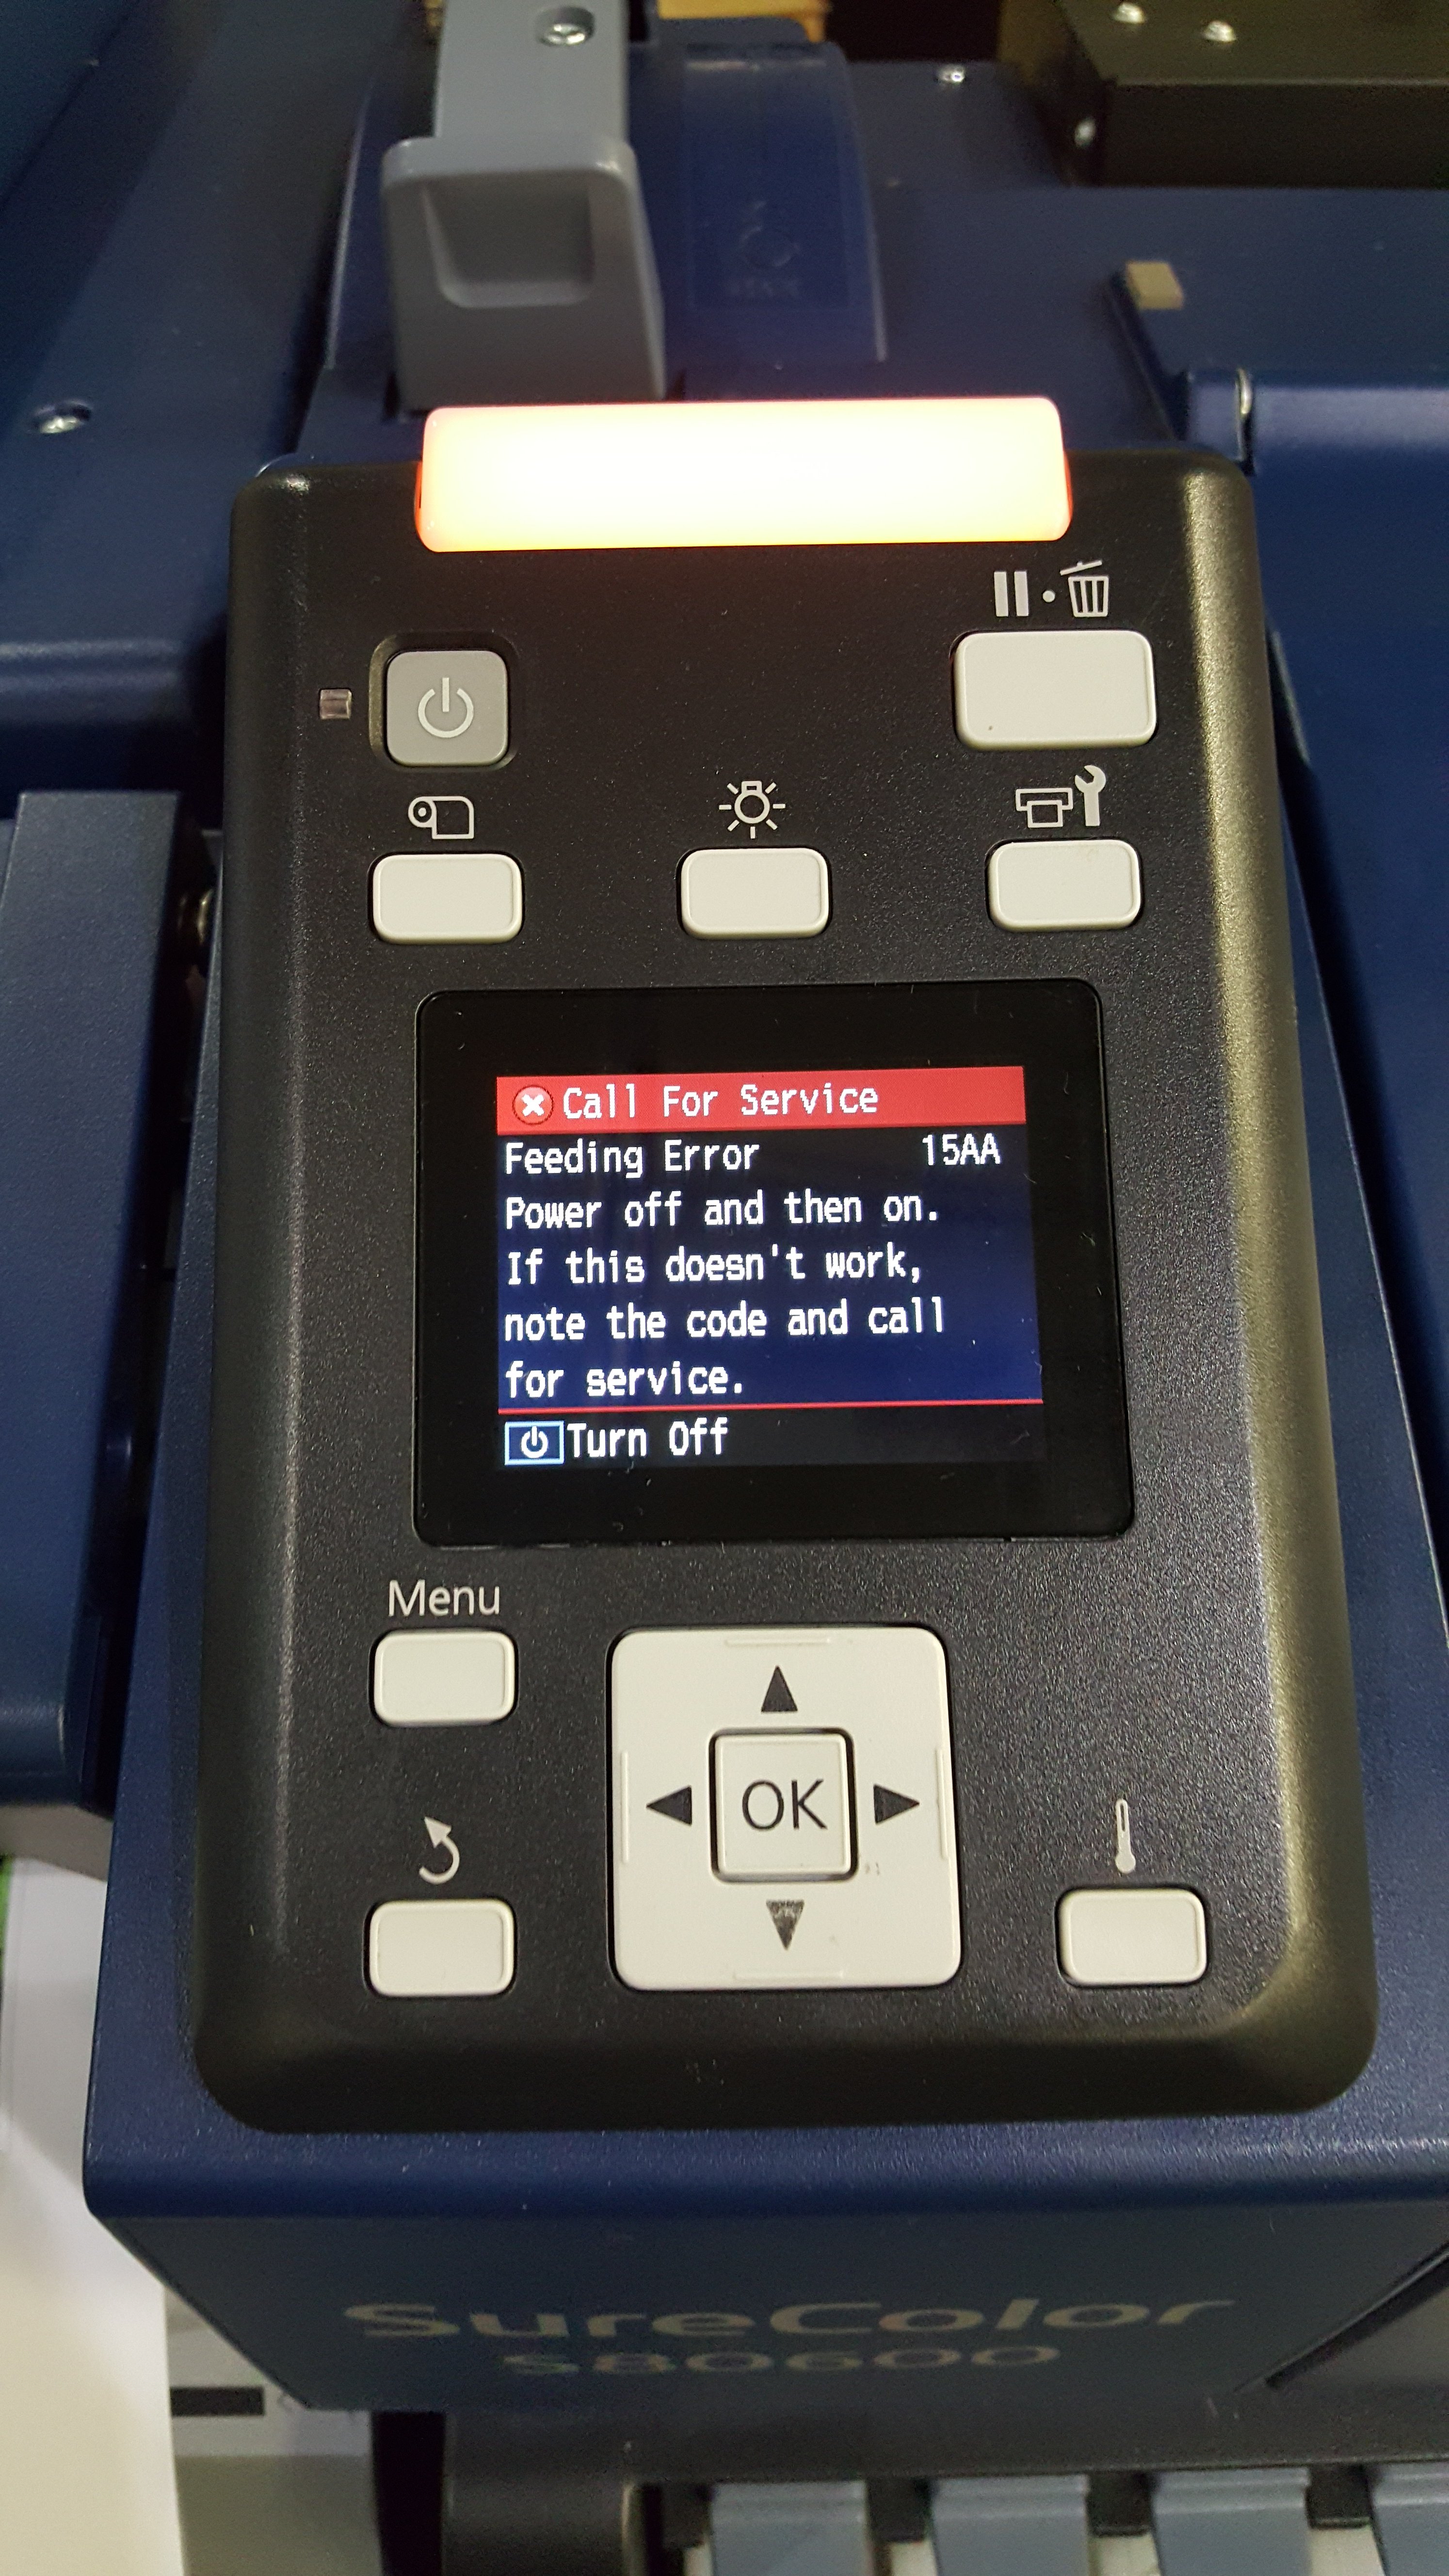 Call For Service
Feeding Error 15AA
Power off and then on.
If this doesn't work,
note the code and call
for service.
Turn Off
Menu
OK
SureColor
S80600